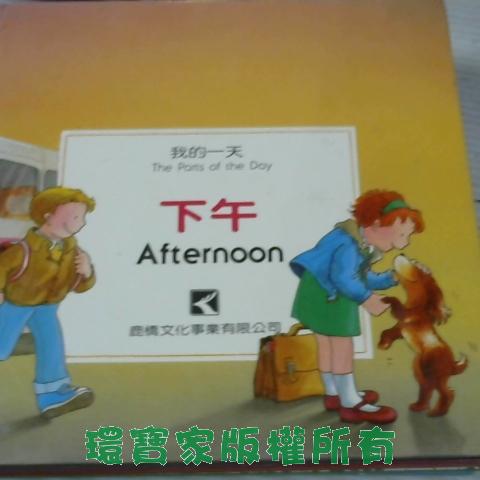 我的一天
The Parts of the Day
下午
Afternoon
鹿橋文化事業有限公司
環寶家版權所有